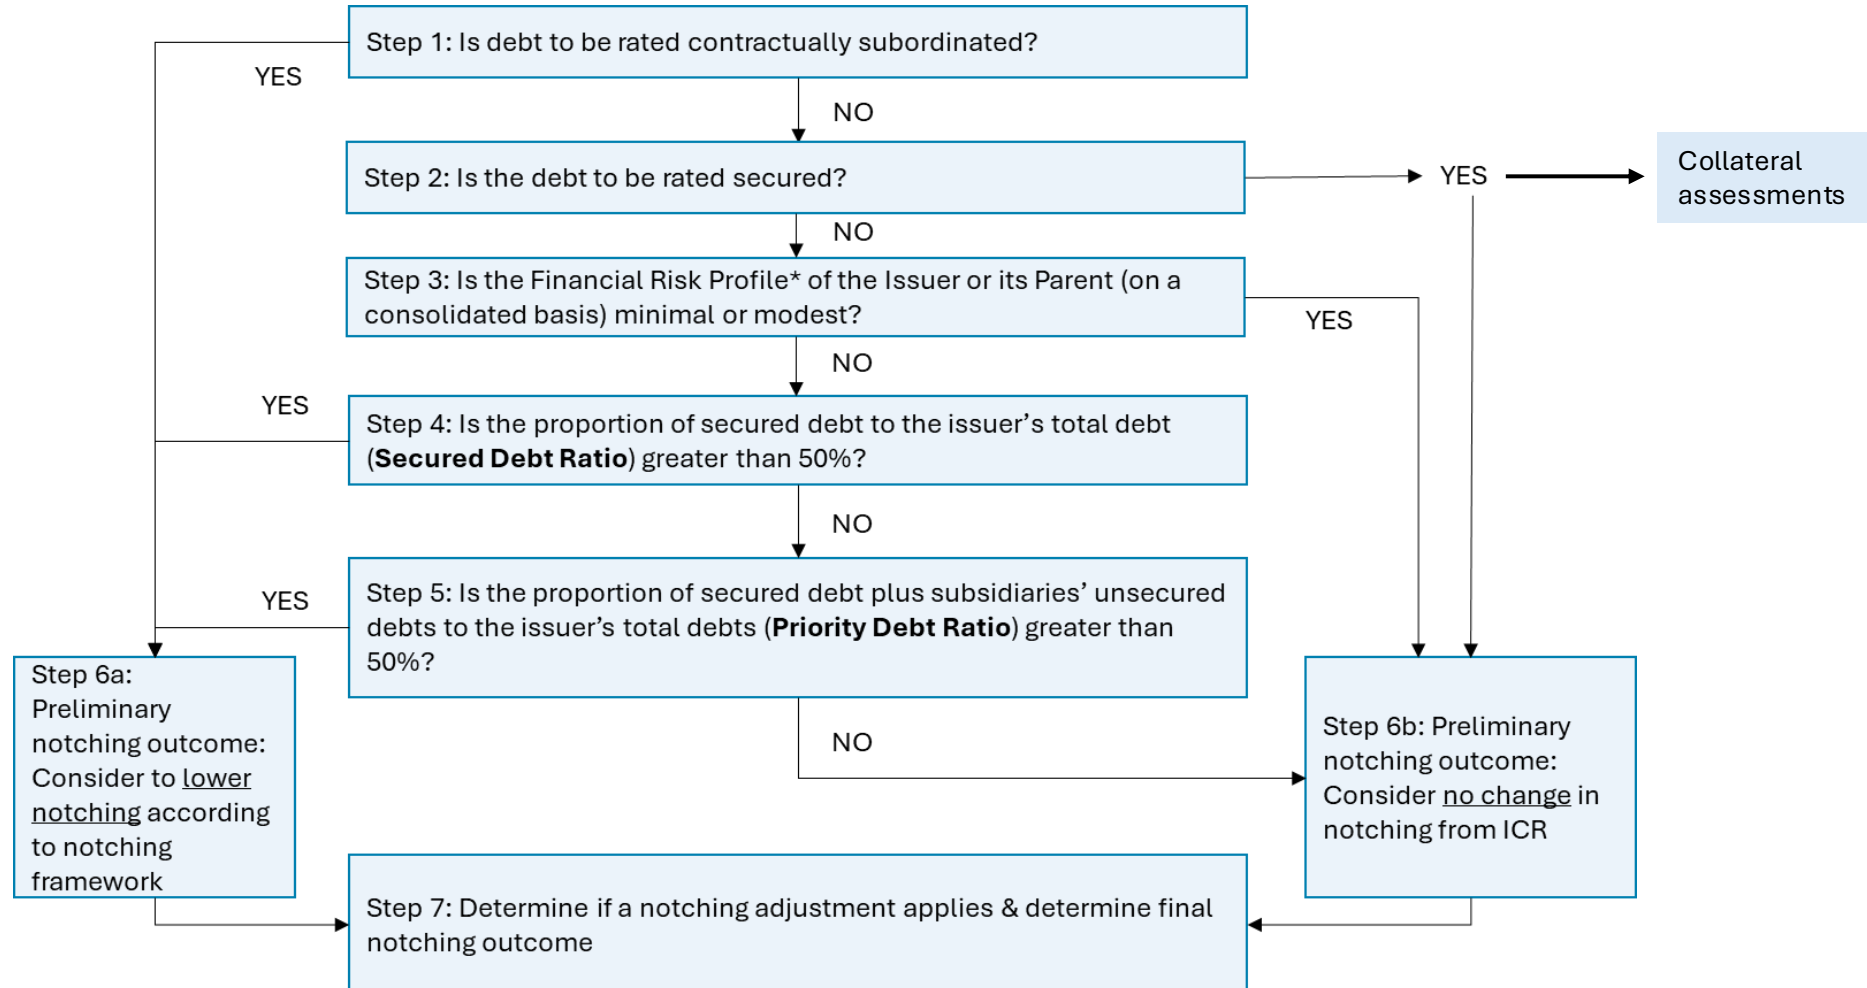 Step 1: Is debt to be rated contractually subordinated?
YES
NO
Step 2: Is the debt to be rated secured?
YES
Collateral
assessments
NO
Step 3: Is the Financial Risk Profile* of the Issuer or its Parent (on a
consolidated basis) minimal or modest?
YES
NO
YES
Step 4: Is the proportion of secured debt to the issuer’s total debt
(Secured Debt Ratio) greater than 50%?
NO
YES
Step 5: Is the proportion of secured debt plus subsidiaries’ unsecured
debts to the issuer’s total debts (Priority Debt Ratio) greater than
50%?
NO
Step 6a:
Preliminary
notching outcome:
Consider to lower
notching according
to notching
framework
Step 6b: Preliminary
notching outcome:
Consider no change in
notching from ICR
Step 7: Determine if a notching adjustment applies & determine final
notching outcome